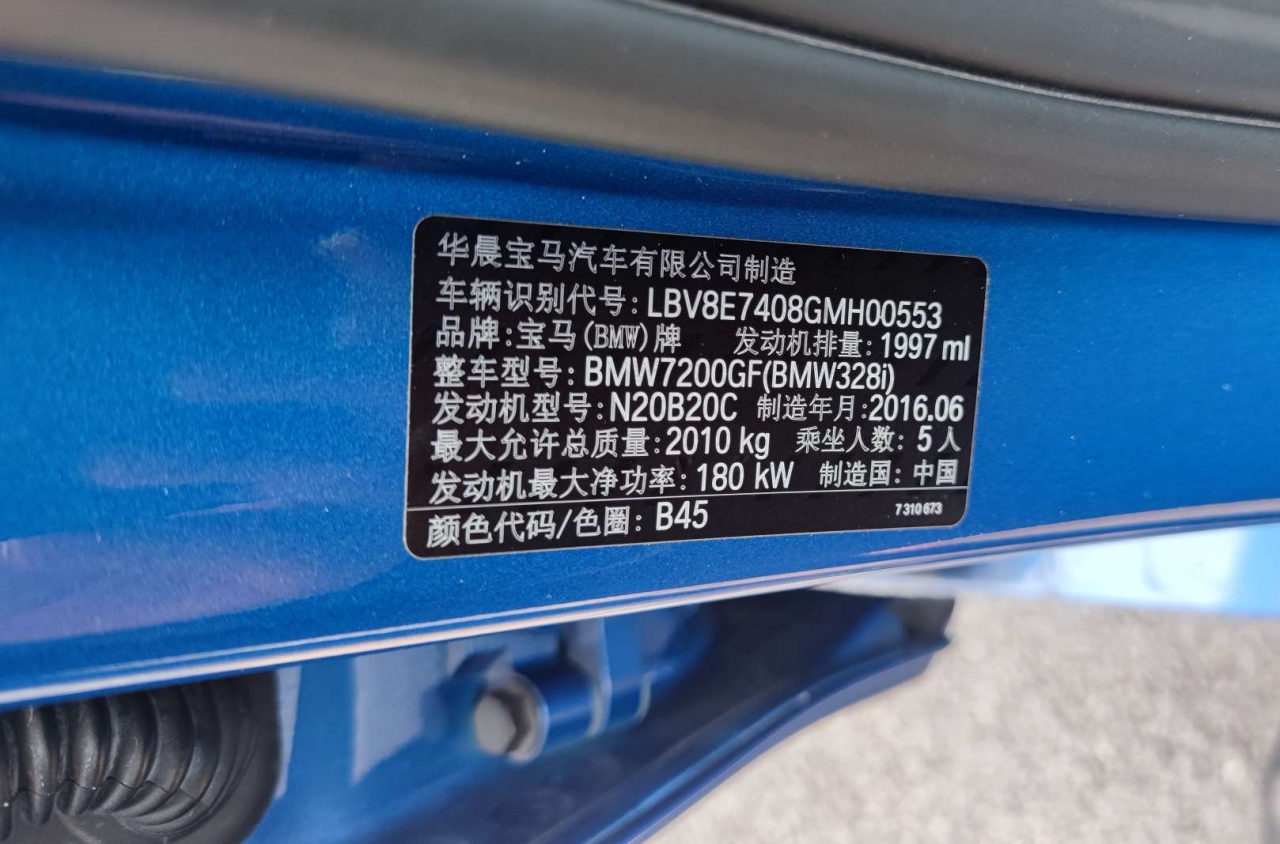 华晨宝马汽车有限公司制造
车辆识别代号: LBV8E7408GMH00553
品牌: 宝马(BMW)牌 发动机排量: 1997 ml
整车型号: BMW7200GF(BMW328i)
发动机型号: N20B20C 制造年月: 2016.06
最大允许总质量: 2010 kg 乘坐人数: 5 人
发动机最大净功率: 180 kW 制造国: 中国
颜色代码/色圈: B45 7310673